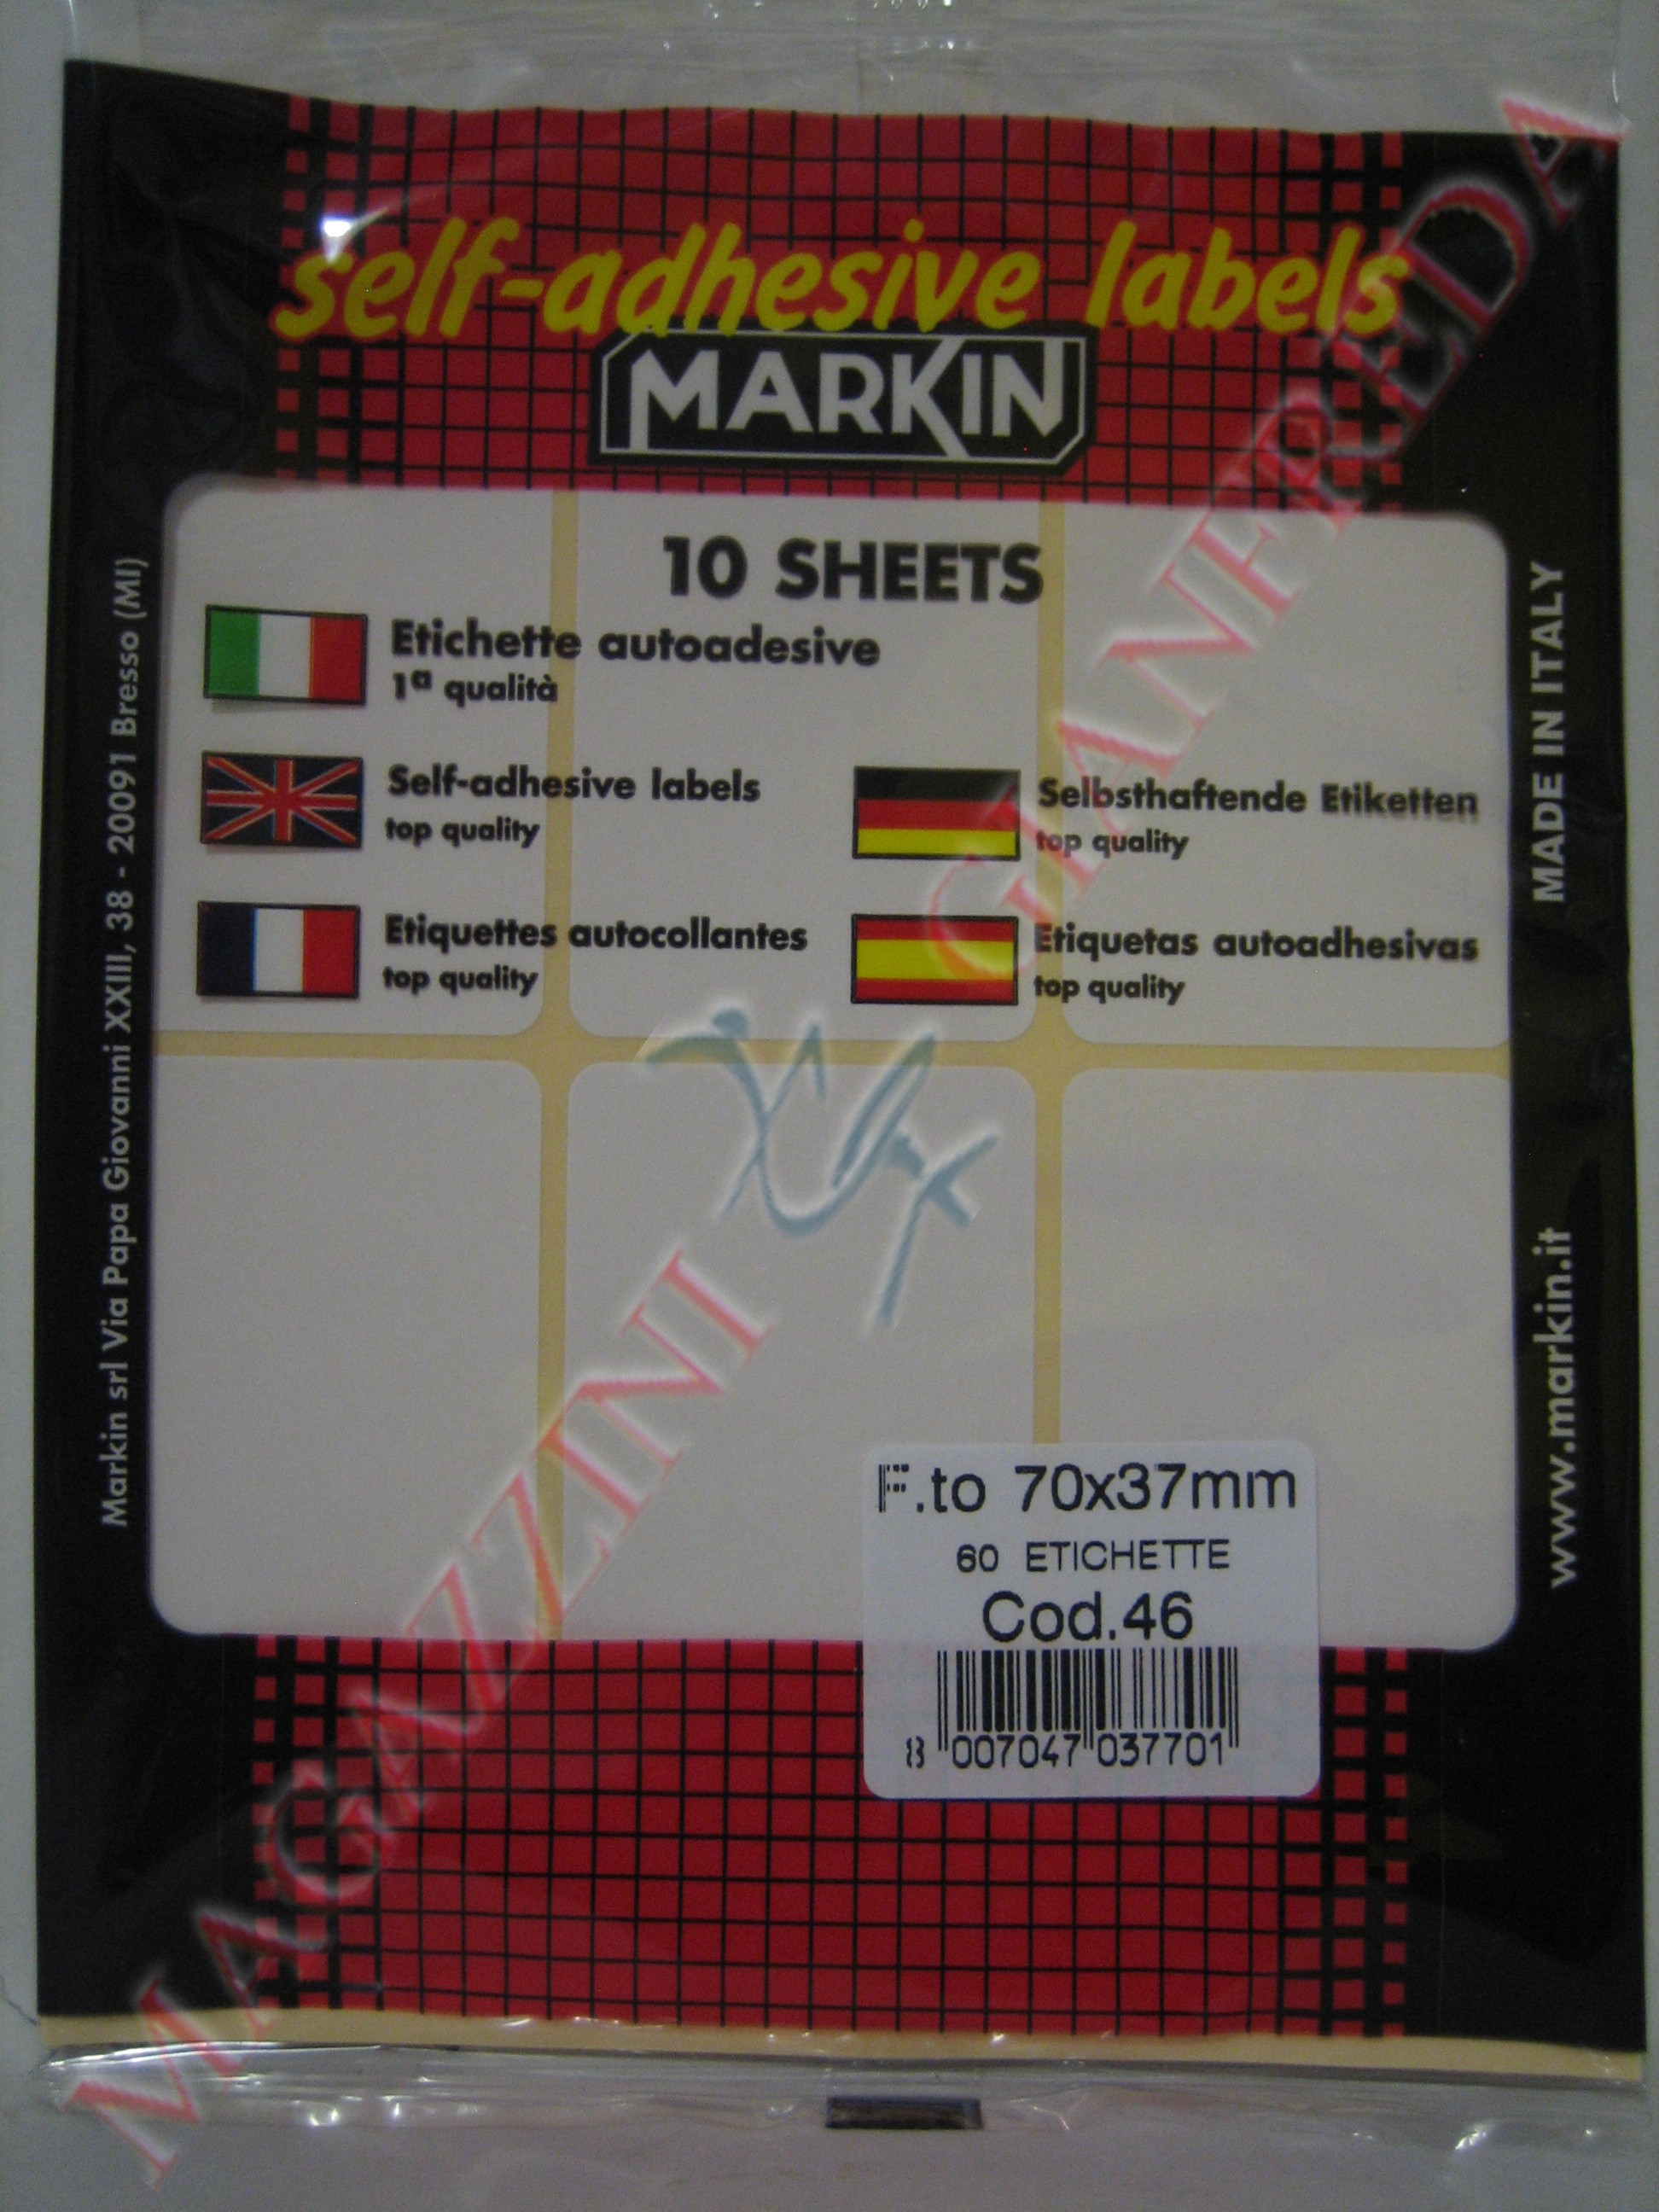 self-adhesive labels
MARKIN
10 SHEETS
Etichette autoadesive
1ª qualità
Self-adhesive labels
top quality
Selbsthaftende Etiketten
top quality
Etiquettes autocollantes
top quality
Etiquetas autoadhesivas
top quality
Markin srl Via Papa Giovanni XXIII, 38 - 20091 Bresso (MI)
MADE IN ITALY
www.markin.it
F.to 70x37mm
60 ETICHETTE
Cod.46
8 007047 037701
MAGAZZINI GIANFREDA